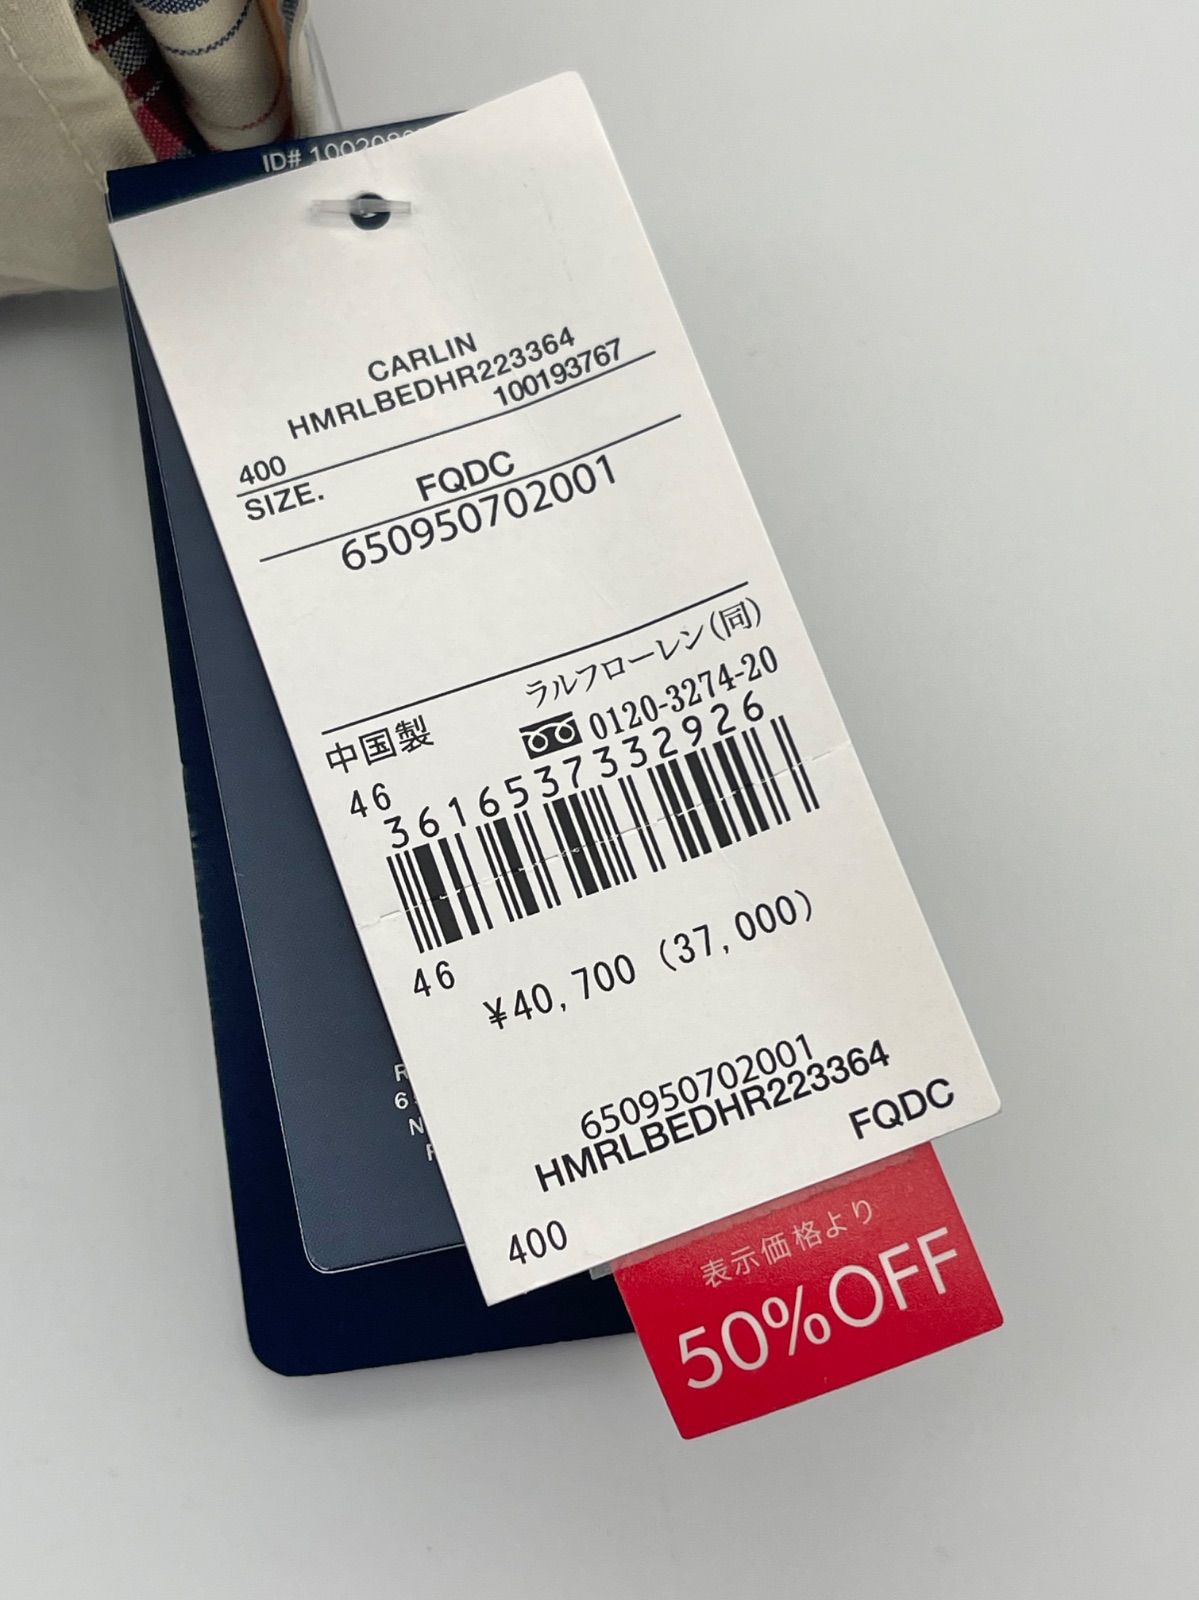 ID# 100208
CARLIN
HMRLBEDHR223364
100193767
400
SIZE. FQDC
650950702001
ラルフローレン(同)
中国製 0120-3274-20
46
3616537332926
46
¥40,700 (37,000)
650950702001
HMRLBEDHR223364
FQDC
400
表示価格より
50%OFF